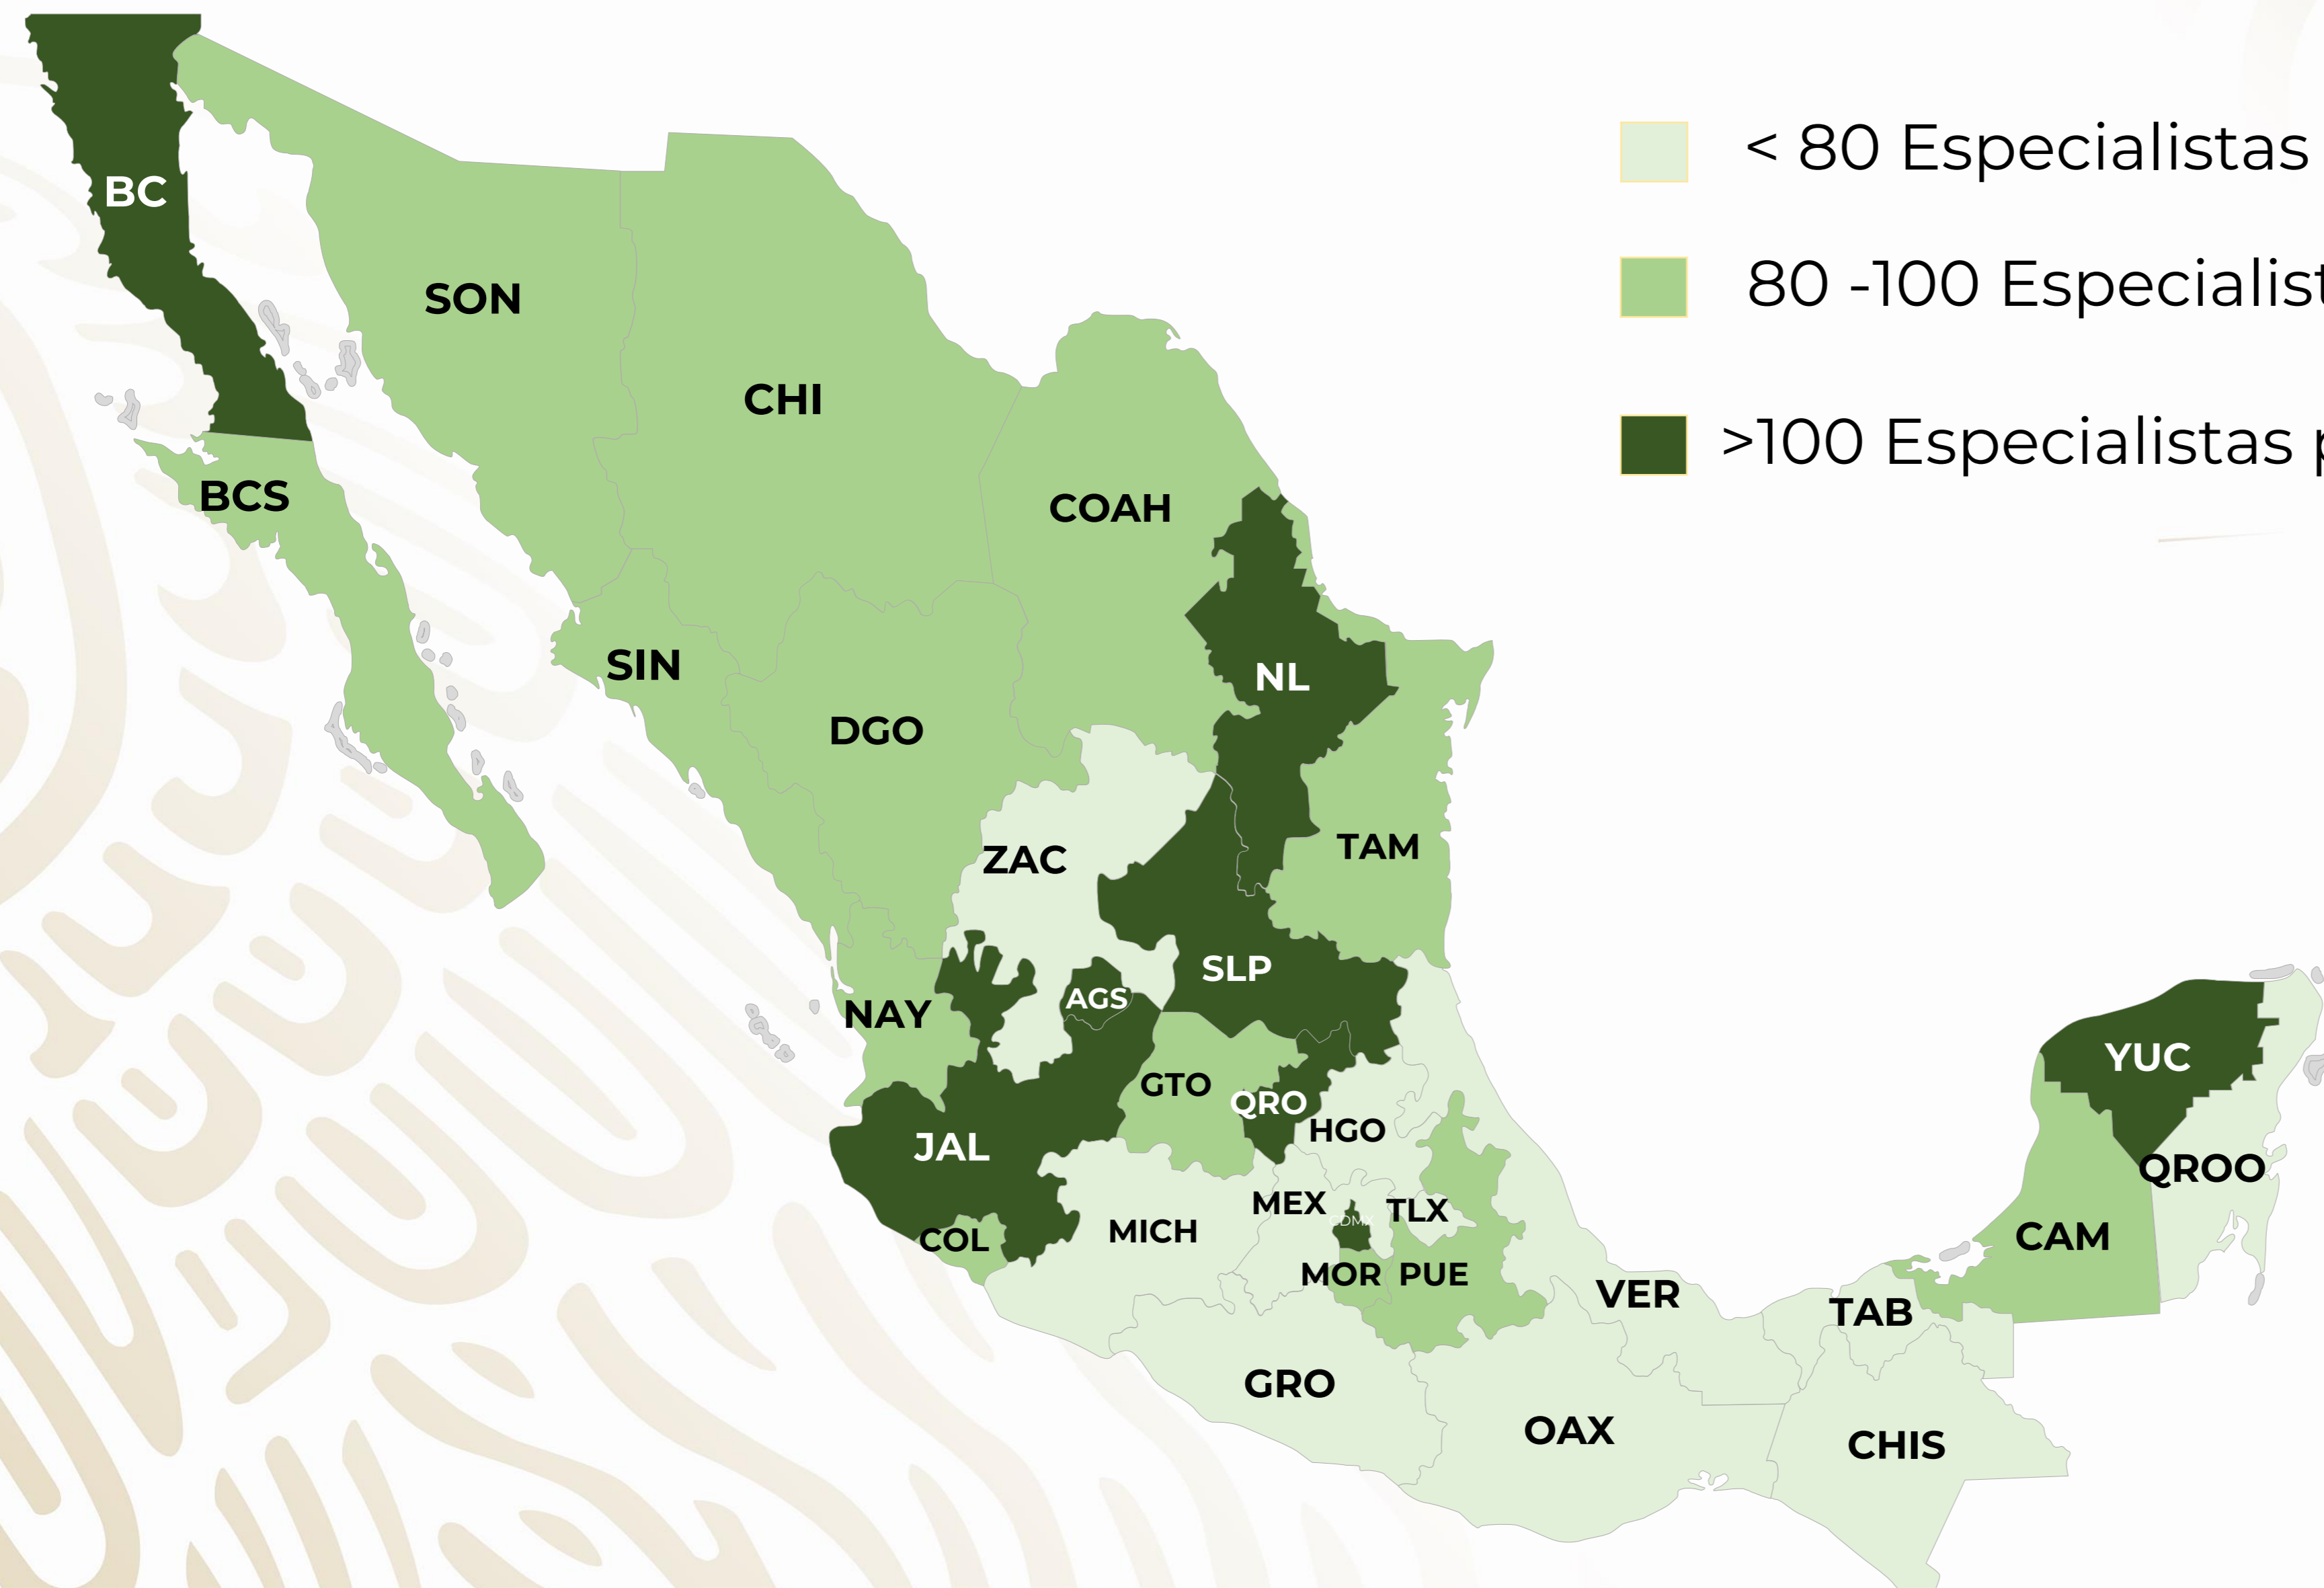 < 80 Especialistas
80 -100 Especialist
>100 Especialistas p
BC
SON
CHI
BCS
COAH
SIN
NL
DGO
TAM
ZAC
SLP
AGS
NAY
YUC
GTO
QRO
HGO
JAL
QROO
MEX
TLX
CDMX
MICH
COL
CAM
MOR
PUE
VER
TAB
GRO
OAX
CHIS